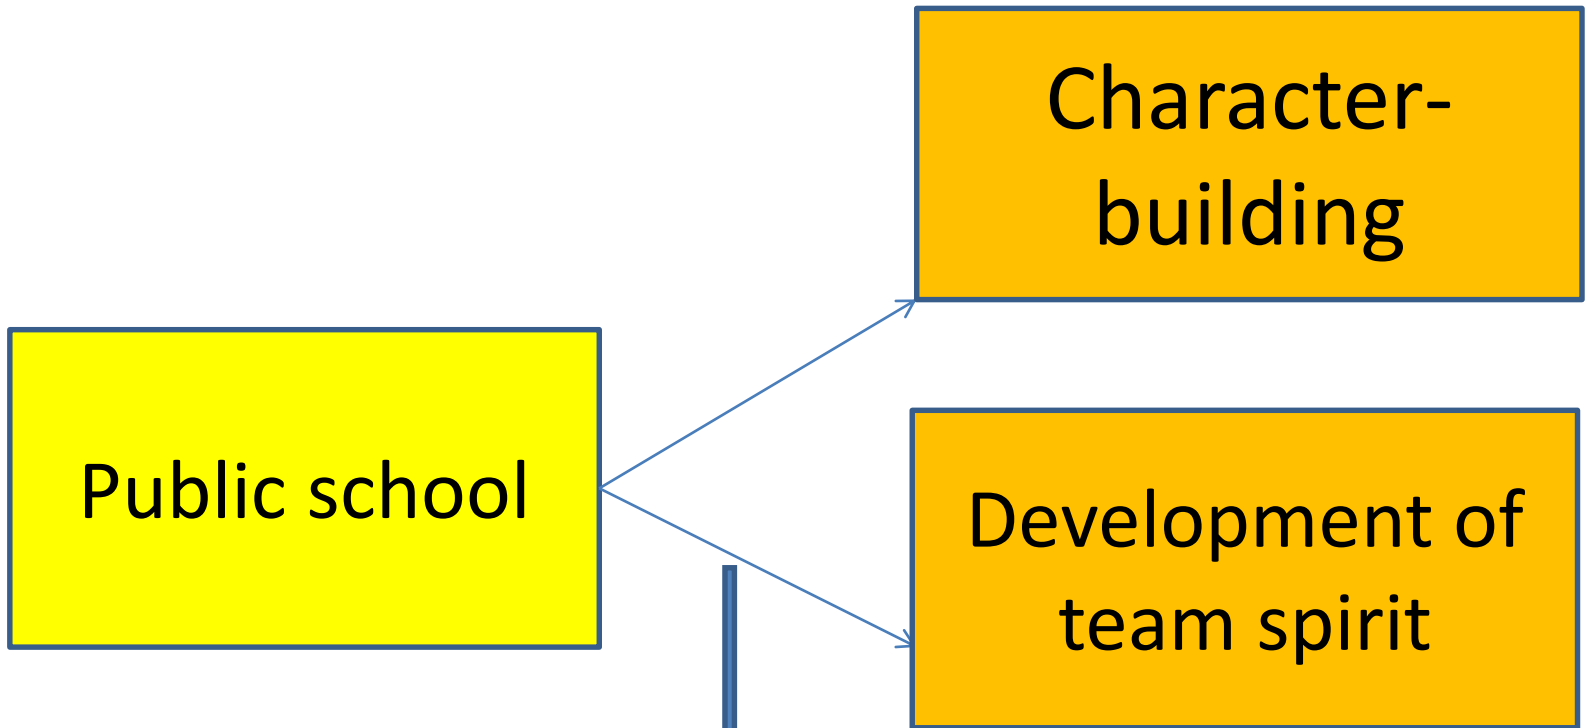 Character-
building
Public school
Development of
team spirit